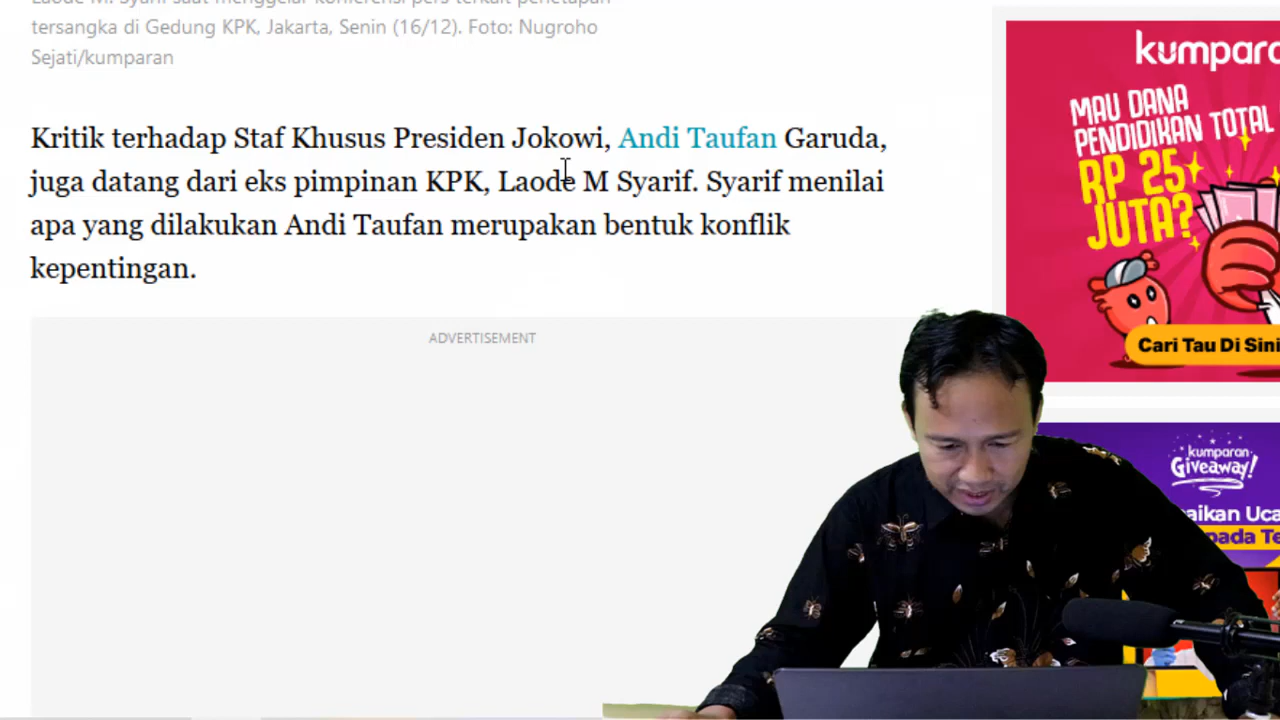 tersangka di Gedung KPK, Jakarta, Senin (16/12). Foto: Nugroho
Sejati/kumparan
Kritik terhadap Staf Khusus Presiden Jokowi, Andi Taufan Garuda,
juga datang dari eks pimpinan KPK, Laode M Syarif. Syarif menilai
apa yang dilakukan Andi Taufan merupakan bentuk konflik
kepentingan.
ADVERTISEMENT
MAU DANA
PENDIDIKAN TOTAL
RP 25
JUTA?
Cari Tau Di Sini
kumparan
Giveaway!